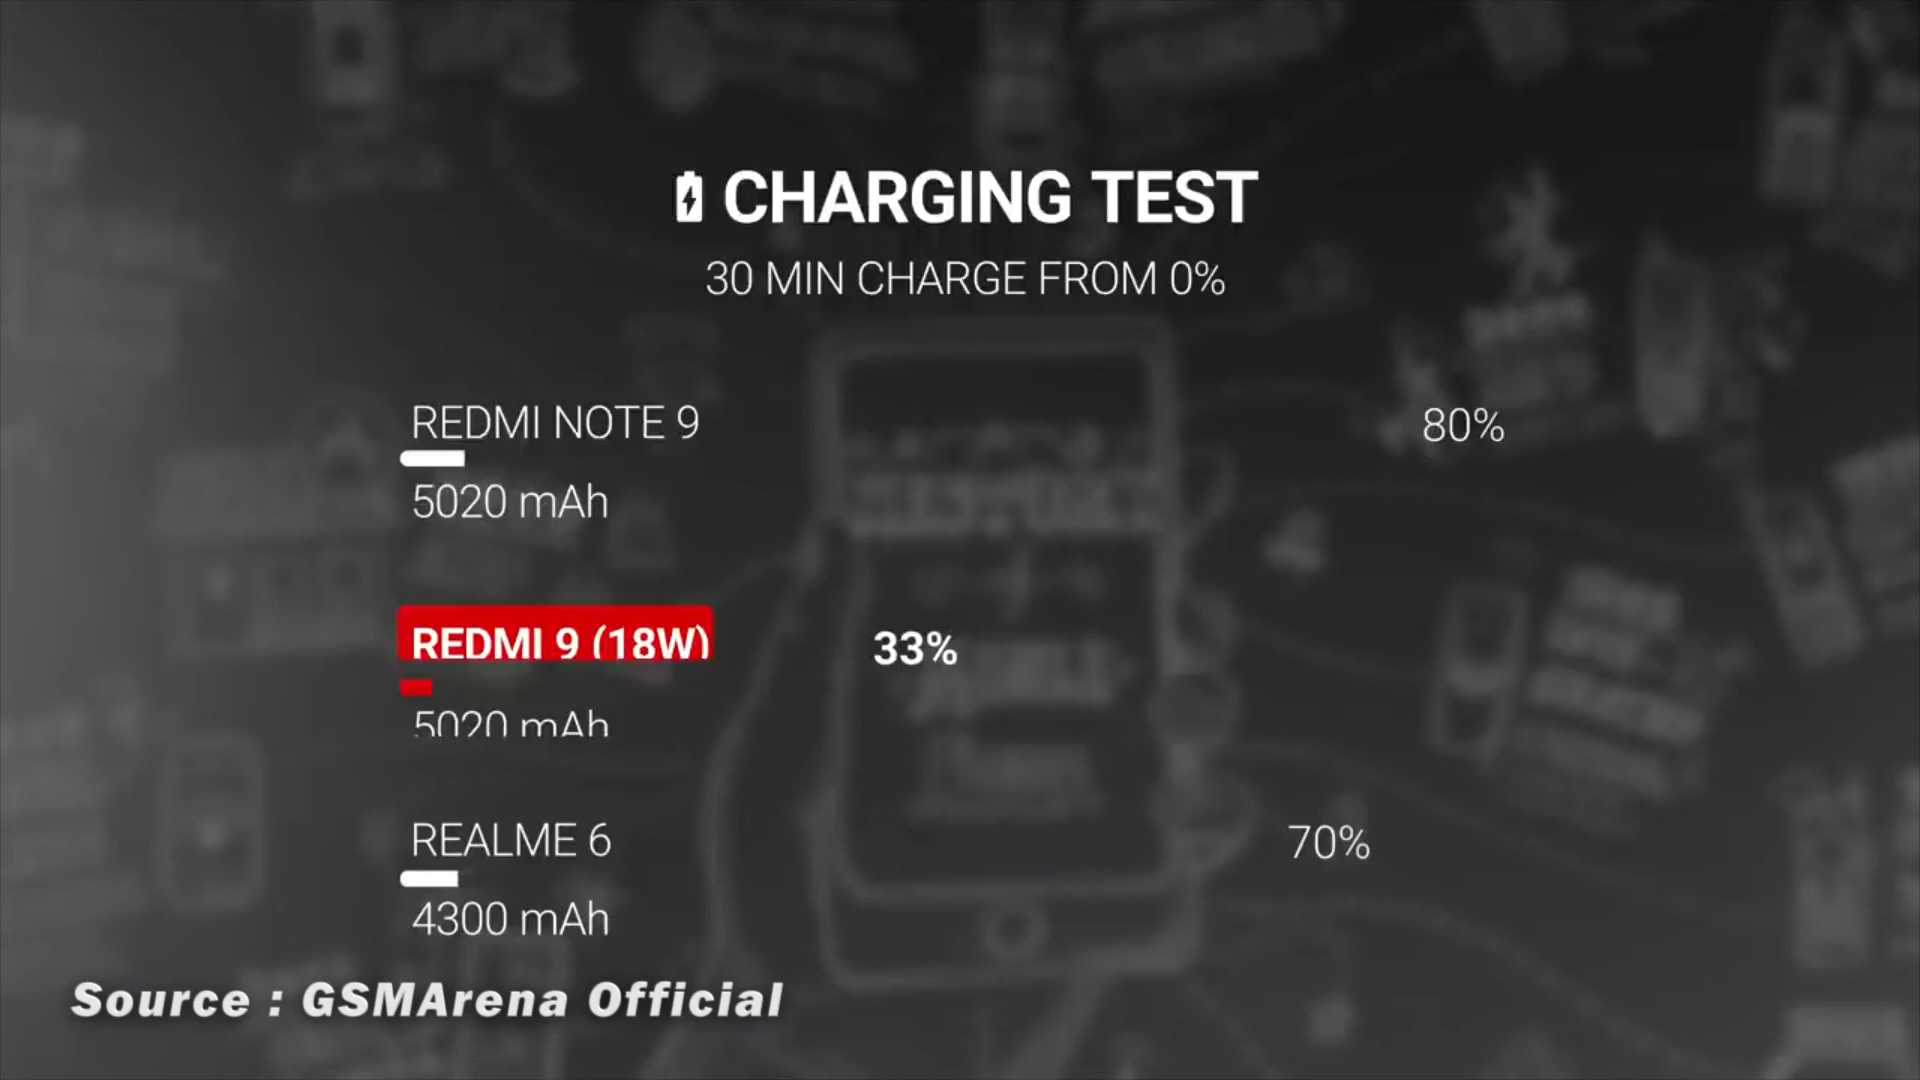 CHARGING TEST
30 MIN CHARGE FROM 0%
REDMI NOTE 9 80%
5020 mAh
REDMI 9 (18W) 33%
5020 mAh
REALME 6 70%
4300 mAh
Source : GSMArena Official